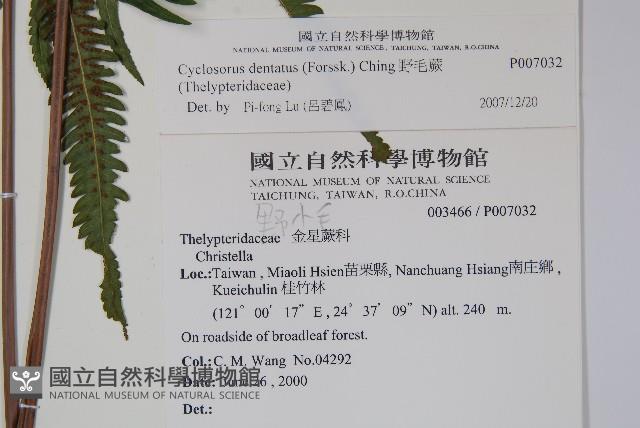 國立自然科學博物館
NATIONAL MUSEUM OF NATURAL SCIENCE, TAICHUNG, TAIWAN, R.O.CHINA
Cyclosorus dentatus (Forssk.) Ching 野毛蕨 P007032
(Thelypteridaceae)
Det. by Pi-fong Lu (呂碧鳳) 2007/12/20
國立自然科學博物館
NATIONAL MUSEUM OF NATURAL SCIENCE
TAICHUNG, TAIWAN, R.O.CHINA
003466 / P007032
野小毛
Thelypteridaceae 金星蕨科
Christella
Loc.:Taiwan , Miaoli Hsien苗栗縣, Nanchuang Hsiang南庄鄉 ,
Kueichulin 桂竹林
(121° 00′ 17″ E , 24° 37′ 09″ N) alt. 240 m.
On roadside of broadleaf forest.
Col.: C. M. Wang No.04292
Date: 26 , 2000
Det.:
國立自然科學博物館
NATIONAL MUSEUM OF NATURAL SCIENCE